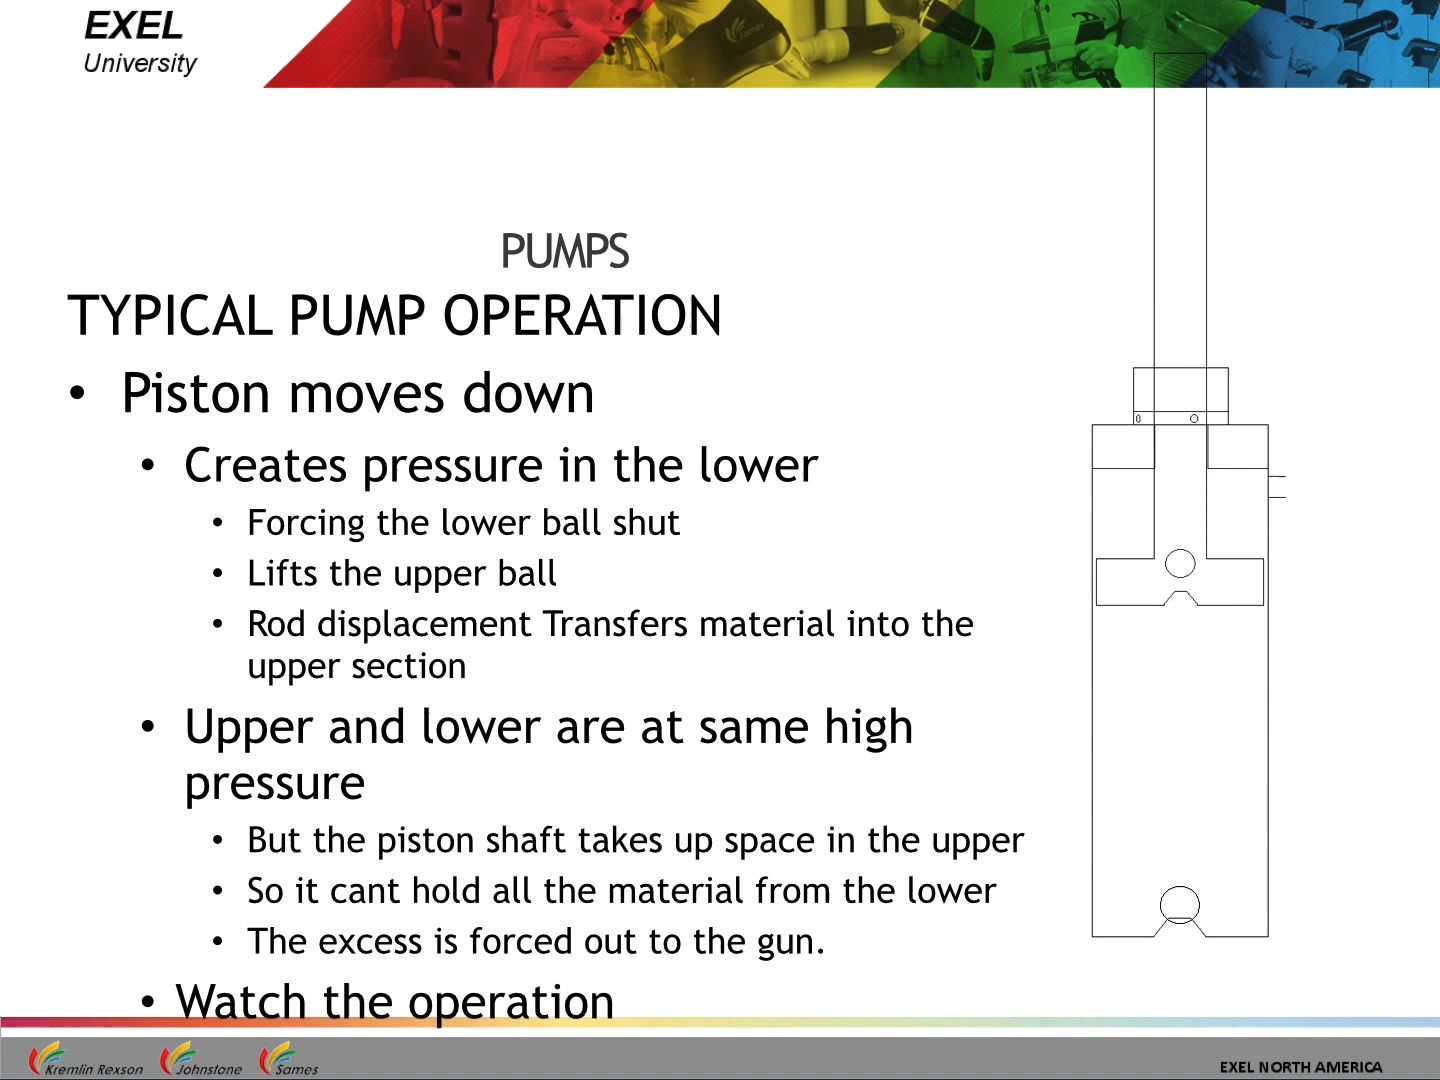 EXEL
University
Sames
PUMPS
TYPICAL PUMP OPERATION
• Piston moves down
• Creates pressure in the lower
• Forcing the lower ball shut
• Lifts the upper ball
• Rod displacement Transfers material into the
upper section
• Upper and lower are at same high
pressure
• But the piston shaft takes up space in the upper
• So it cant hold all the material from the lower
• The excess is forced out to the gun.
• Watch the operation
Kremlin Rexson Johnstone Sames
EXEL NORTH AMERICA